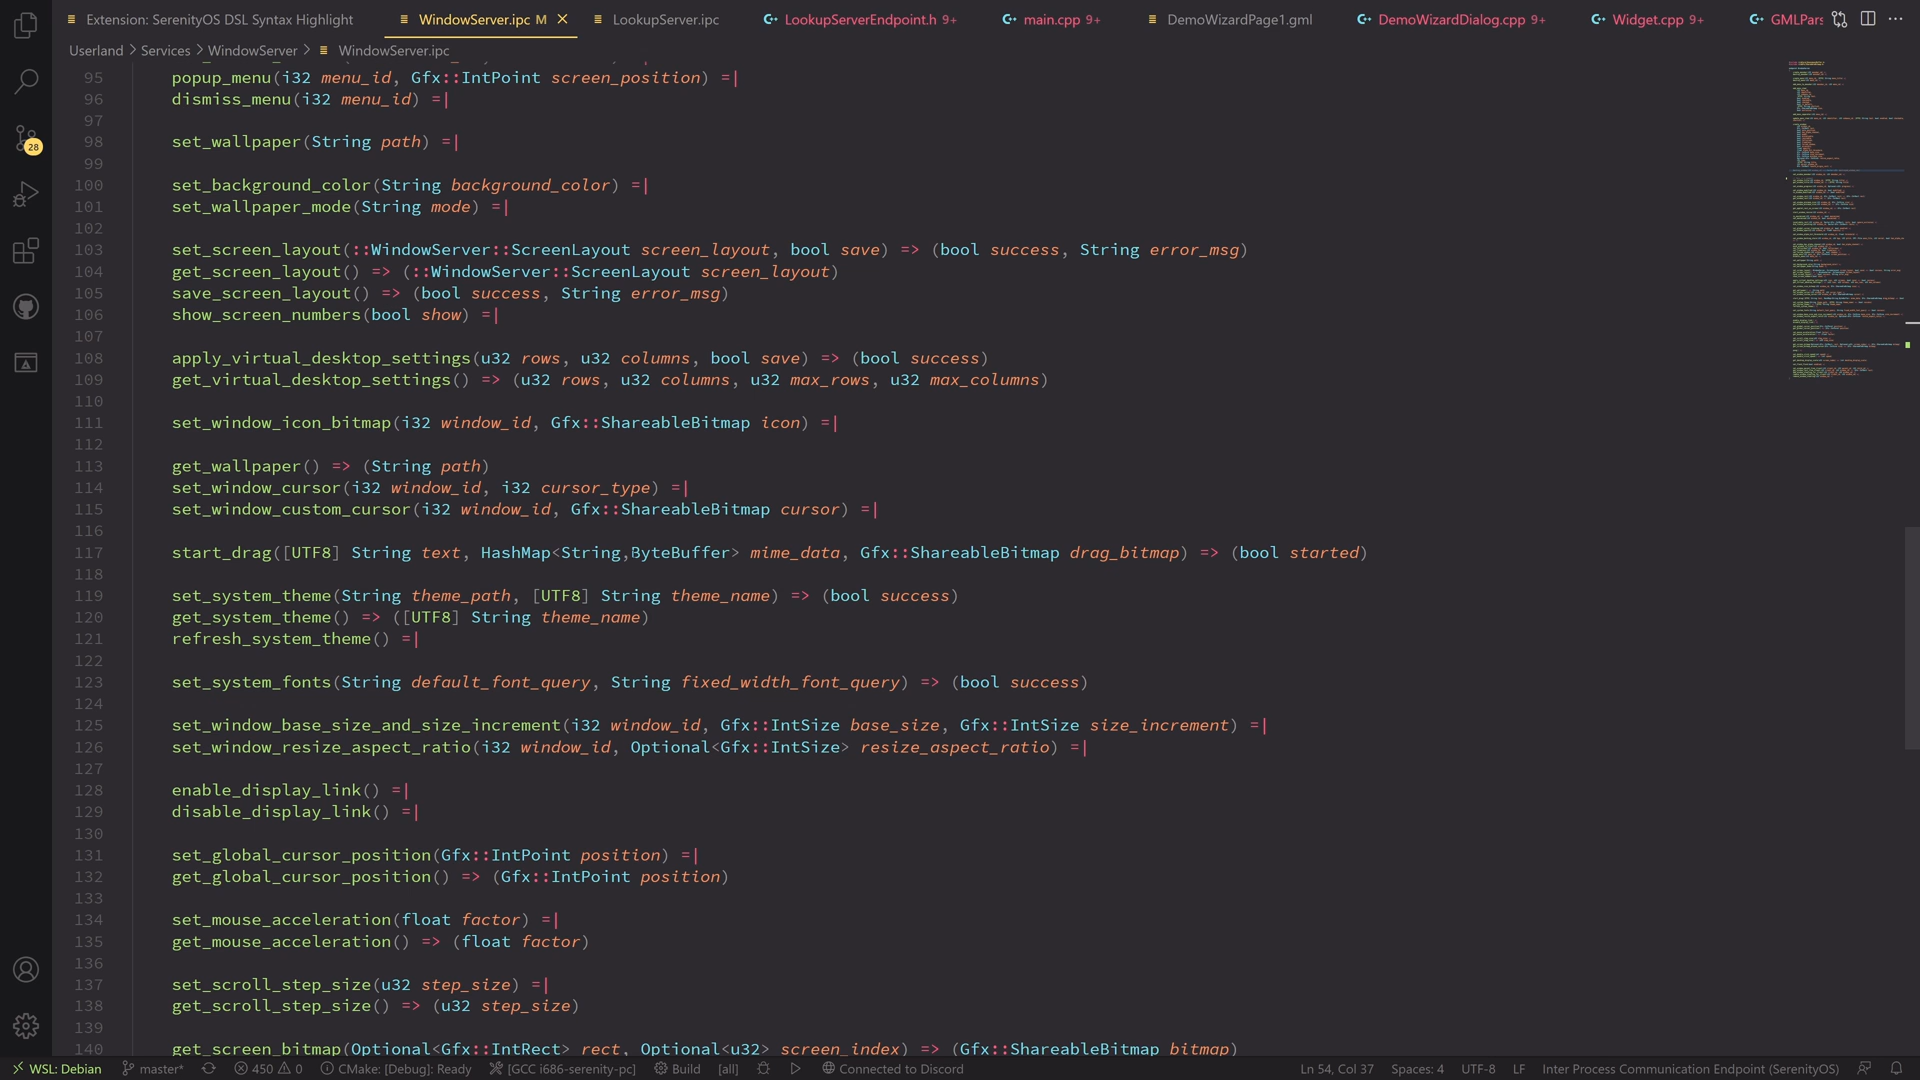 Extension: SerenityOS DSL Syntax Highlight
WindowServer.ipc M
LookupServer.ipc
LookupServerEndpoint.h 9+
main.cpp 9+
DemoWizardPage1.gml
DemoWizardDialog.cpp 9+
Widget.cpp 9+
GMLPars
Userland > Services > WindowServer > WindowServer.ipc
95 popup_menu(i32 menu_id, Gfx::IntPoint screen_position) =|
96 dismiss_menu(i32 menu_id) =|
97
98 set_wallpaper(String path) =|
99
100 set_background_color(String background_color) =|
101 set_wallpaper_mode(String mode) =|
102
103 set_screen_layout(::WindowServer::ScreenLayout screen_layout, bool save) => (bool success, String error_msg)
104 get_screen_layout() => (::WindowServer::ScreenLayout screen_layout)
105 save_screen_layout() => (bool success, String error_msg)
106 show_screen_numbers(bool show) =|
107
108 apply_virtual_desktop_settings(u32 rows, u32 columns, bool save) => (bool success)
109 get_virtual_desktop_settings() => (u32 rows, u32 columns, u32 max_rows, u32 max_columns)
110
111 set_window_icon_bitmap(i32 window_id, Gfx::ShareableBitmap icon) =|
112
113 get_wallpaper() => (String path)
114 set_window_cursor(i32 window_id, i32 cursor_type) =|
115 set_window_custom_cursor(i32 window_id, Gfx::ShareableBitmap cursor) =|
116
117 start_drag([UTF8] String text, HashMap<String,ByteBuffer> mime_data, Gfx::ShareableBitmap drag_bitmap) => (bool started)
118
119 set_system_theme(String theme_path, [UTF8] String theme_name) => (bool success)
120 get_system_theme() => ([UTF8] String theme_name)
121 refresh_system_theme() =|
122
123 set_system_fonts(String default_font_query, String fixed_width_font_query) => (bool success)
124
125 set_window_base_size_and_size_increment(i32 window_id, Gfx::IntSize base_size, Gfx::IntSize size_increment) =|
126 set_window_resize_aspect_ratio(i32 window_id, Optional<Gfx::IntSize> resize_aspect_ratio) =|
127
128 enable_display_link() =|
129 disable_display_link() =|
130
131 set_global_cursor_position(Gfx::IntPoint position) =|
132 get_global_cursor_position() => (Gfx::IntPoint position)
133
134 set_mouse_acceleration(float factor) =|
135 get_mouse_acceleration() => (float factor)
136
137 set_scroll_step_size(u32 step_size) =|
138 get_scroll_step_size() => (u32 step_size)
139
140 get_screen_bitmap(Optional<Gfx::IntRect> rect, Optional<u32> screen_index) => (Gfx::ShareableBitmap bitmap)
28
WSL: Debian master* 450 0 CMake: [Debug]: Ready [GCC i686-serenity-pc] Build [all] Connected to Discord Ln 54, Col 37 Spaces: 4 UTF-8 LF Inter Process Communication Endpoint (SerenityOS)